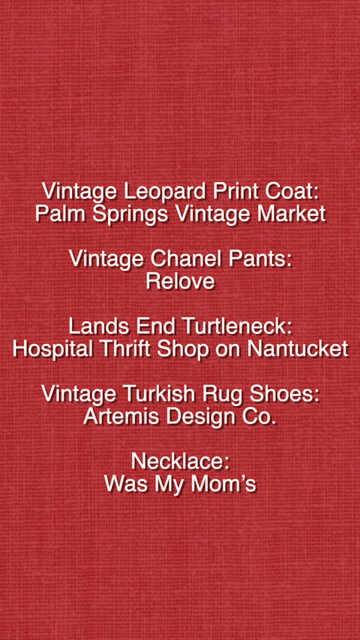 Vintage Leopard Print Coat:
Palm Springs Vintage Market
Vintage Chanel Pants:
Relove
Lands End Turtleneck:
Hospital Thrift Shop on Nantucket
Vintage Turkish Rug Shoes:
Artemis Design Co.
Necklace:
Was My Mom’s